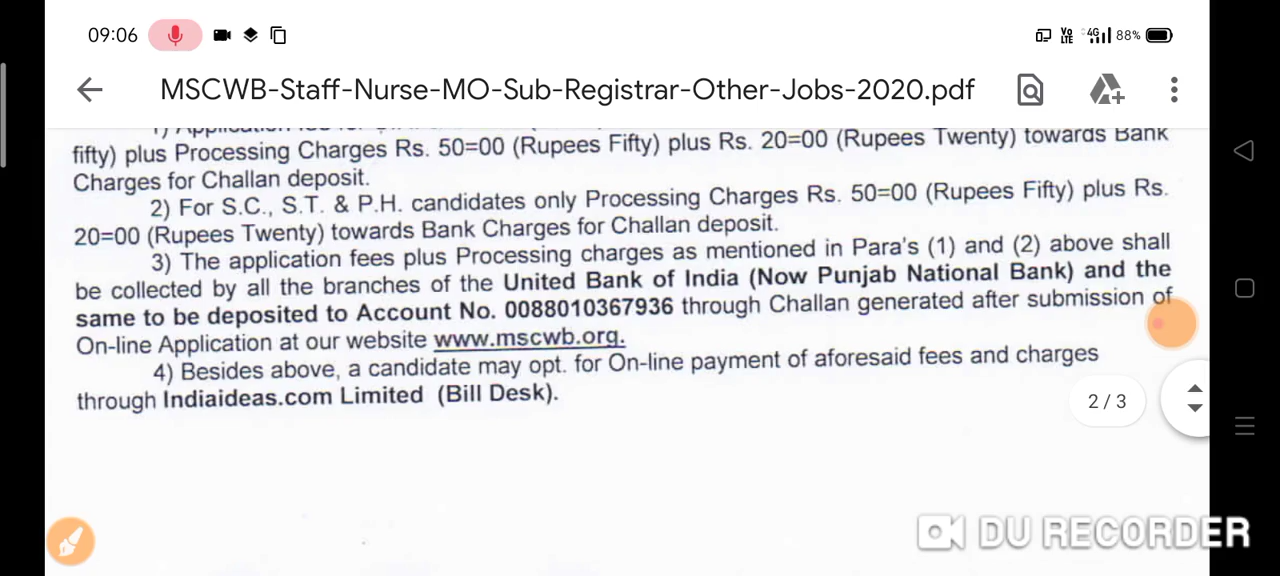 09:06
Vo LTE 4G 88%
MSCWB-Staff-Nurse-MO-Sub-Registrar-Other-Jobs-2020.pdf
1) Application
fifty) plus Processing Charges Rs. 50=00 (Rupees Fifty) plus Rs. 20=00 (Rupees Twenty) towards Bank
Charges for Challan deposit.
2) For S.C., S.T. & P.H. candidates only Processing Charges Rs. 50=00 (Rupees Fifty) plus Rs.
20=00 (Rupees Twenty) towards Bank Charges for Challan deposit.
3) The application fees plus Processing charges as mentioned in Para's (1) and (2) above shall
be collected by all the branches of the United Bank of India (Now Punjab National Bank) and the
same to be deposited to Account No. 0088010367936 through Challan generated after submission of
On-line Application at our website www.mscwb.org.
4) Besides above, a candidate may opt. for On-line payment of aforesaid fees and charges
through Indiaideas.com Limited (Bill Desk).
2 / 3
DU RECORDER